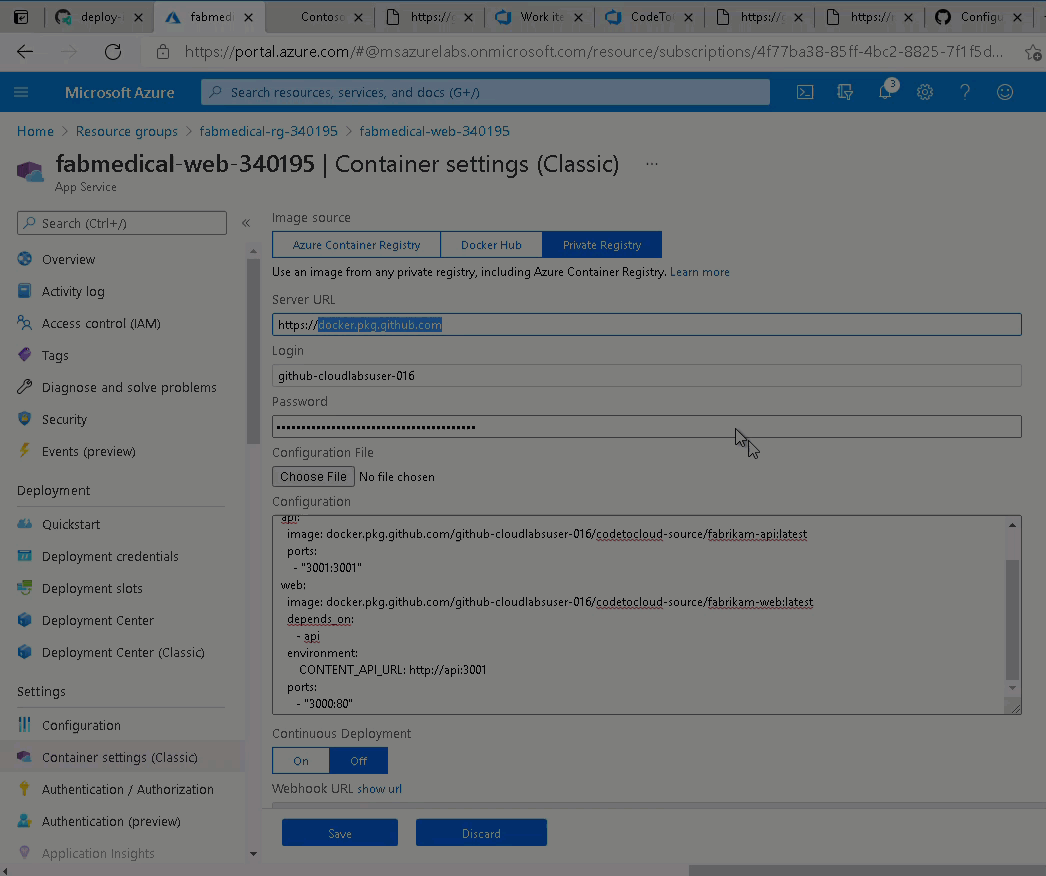 deploy-
fabmedi
Contoso
https://g
Work ite
CodeTo
https://g
https://r
Configu
https://portal.azure.com/#@msazurelabs.onmicrosoft.com/resource/subscriptions/4f77ba38-85ff-4bc2-8825-7f1f5d...
Microsoft Azure
Search resources, services, and docs (G+/)
3
Home > Resource groups > fabmedical-rg-340195 > fabmedical-web-340195
fabmedical-web-340195 | Container settings (Classic) ...
App Service
Search (Ctrl+/)
«
Overview
Activity log
Access control (IAM)
Tags
Diagnose and solve problems
Security
Events (preview)
Deployment
Quickstart
Deployment credentials
Deployment slots
Deployment Center
Deployment Center (Classic)
Settings
Configuration
Container settings (Classic)
Authentication / Authorization
Authentication (preview)
Application Insights
Image source
Azure Container Registry
Docker Hub
Private Registry
Use an image from any private registry, including Azure Container Registry. Learn more
Server URL
https://docker.pkg.github.com
Login
github-cloudlabsuser-016
Password
Configuration File
Choose File No file chosen
Configuration
api:
image: docker.pkg.github.com/github-cloudlabsuser-016/codetocloud-source/fabrikam-api:latest
ports:
- "3001:3001"
web:
image: docker.pkg.github.com/github-cloudlabsuser-016/codetocloud-source/fabrikam-web:latest
depends_on:
- api
environment:
CONTENT_API_URL: http://api:3001
ports:
- "3000:80"
Continuous Deployment
On
Off
Webhook URL show url
Save
Discard